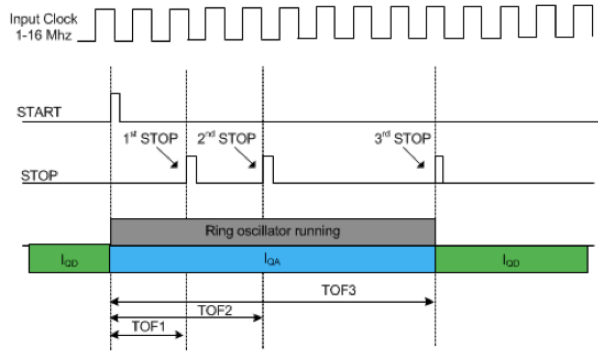 Input Clock
1-16 Mhz
START
1st STOP
2nd STOP
3rd STOP
STOP
Ring oscillator running
IQD
IQA
IQD
TOF3
TOF2
TOF1